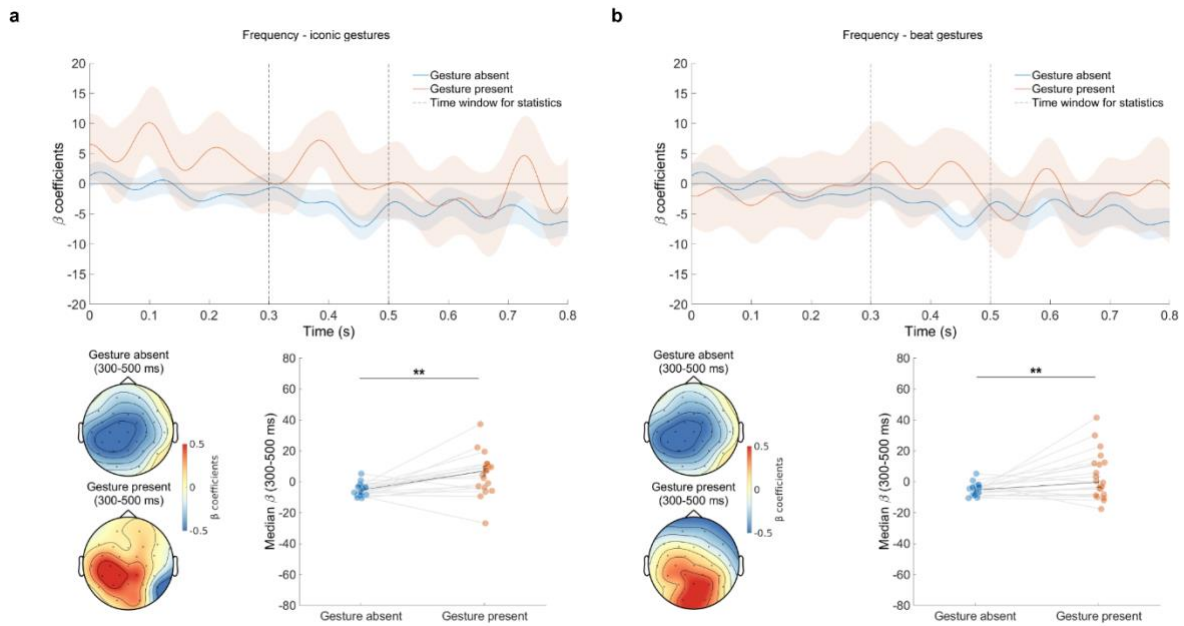 a
Frequency - iconic gestures
20
15
10
5
0
-5
-10
-15
-20
β coefficients
Gesture absent
Gesture present
Time window for statistics
0 0.1 0.2 0.3 0.4 0.5 0.6 0.7 0.8
Time (s)
Gesture absent
(300-500 ms)
Gesture present
(300-500 ms)
0.5
0
-0.5
β coefficients
80
60
40
20
0
-20
-40
-60
-80
Median β (300-500 ms)
**
Gesture absent Gesture present
b
Frequency - beat gestures
20
15
10
5
0
-5
-10
-15
-20
β coefficients
Gesture absent
Gesture present
Time window for statistics
0 0.1 0.2 0.3 0.4 0.5 0.6 0.7 0.8
Time (s)
Gesture absent
(300-500 ms)
Gesture present
(300-500 ms)
0.5
0
-0.5
β coefficients
80
60
40
20
0
-20
-40
-60
-80
Median β (300-500 ms)
**
Gesture absent Gesture present